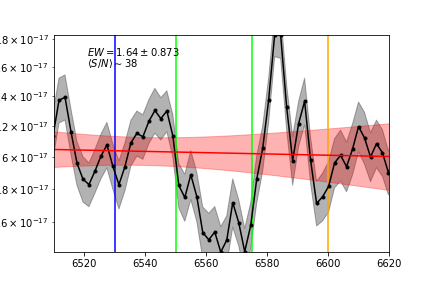 .8 × 10⁻¹⁷
EW = 1.64 ± 0.873
⟨S/N⟩ ~ 38
.6 × 10⁻¹⁷
4 × 10⁻¹⁷
.2 × 10⁻¹⁷
6 × 10⁻¹⁷
.8 × 10⁻¹⁷
.6 × 10⁻¹⁷
6520 6540 6560 6580 6600 6620